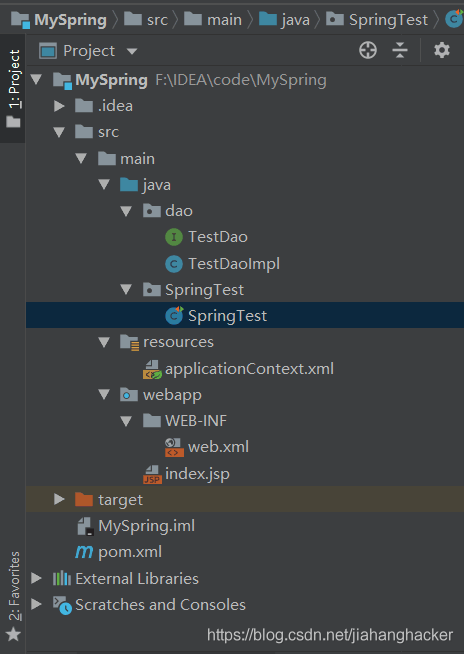 MySpring src main java SpringTest
Project
1: Project
MySpring F:\IDEA\code\MySpring
.idea
src
main
java
dao
I TestDao
C TestDaoImpl
SpringTest
C SpringTest
resources
applicationContext.xml
webapp
WEB-INF
web.xml
JSP index.jsp
target
MySpring.iml
m pom.xml
External Libraries
Scratches and Consoles
2: Favorites
https://blog.csdn.net/jiahanghacker